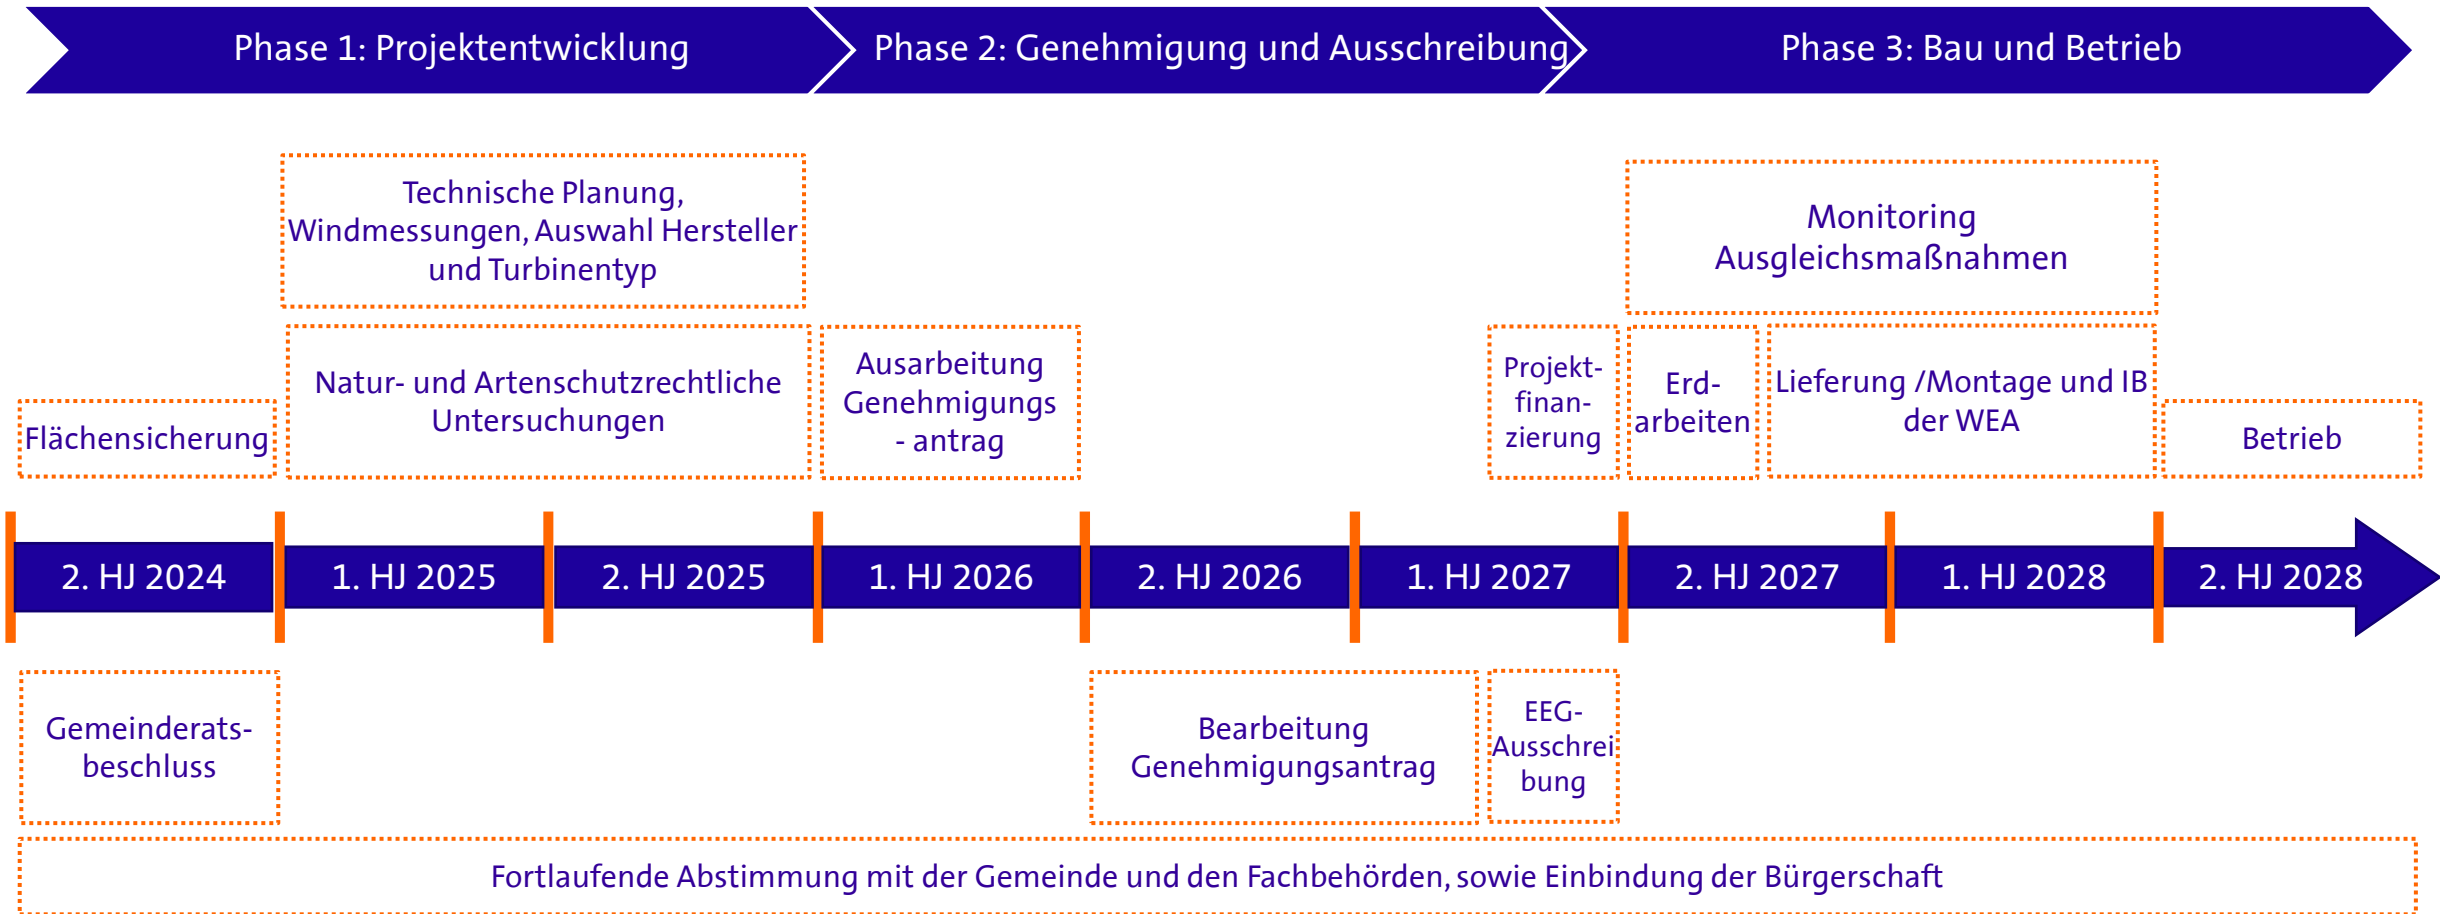 Phase 1: Projektentwicklung
Phase 2: Genehmigung und Ausschreibung
Phase 3: Bau und Betrieb
Technische Planung,
Windmessungen, Auswahl Hersteller
und Turbinentyp
Monitoring
Ausgleichsmaßnahmen
Flächensicherung
Natur- und Artenschutzrechtliche
Untersuchungen
Ausarbeitung
Genehmigungs
- antrag
Projekt-
finan-
zierung
Erd-
arbeiten
Lieferung /Montage und IB
der WEA
Betrieb
2. HJ 2024
1. HJ 2025
2. HJ 2025
1. HJ 2026
2. HJ 2026
1. HJ 2027
2. HJ 2027
1. HJ 2028
2. HJ 2028
Gemeinderats-
beschluss
Bearbeitung
Genehmigungsantrag
EEG-
Ausschrei
bung
Fortlaufende Abstimmung mit der Gemeinde und den Fachbehörden, sowie Einbindung der Bürgerschaft